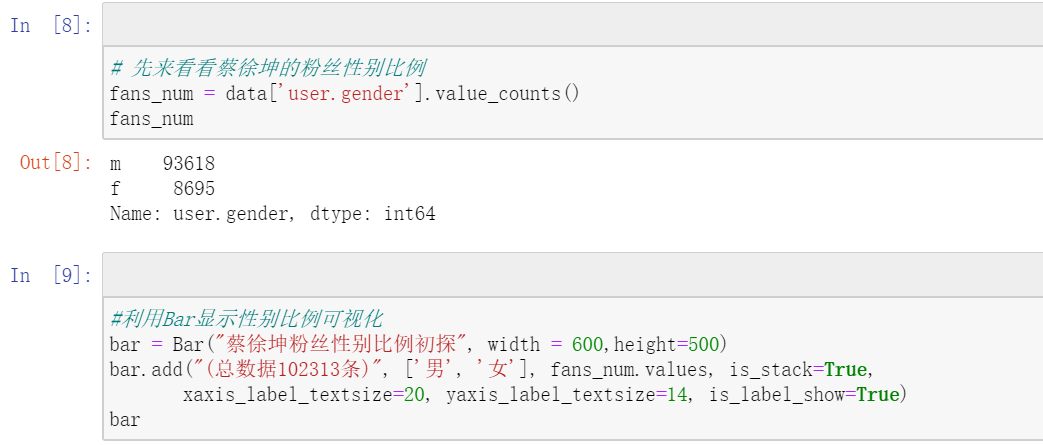 In [8]:
# 先来看看蔡徐坤的粉丝性别比例
fans_num = data['user.gender'].value_counts()
fans_num
Out[8]: m    93618
f     8695
Name: user.gender, dtype: int64
In [9]:
#利用Bar显示性别比例可视化
bar = Bar("蔡徐坤粉丝性别比例初探", width = 600,height=500)
bar.add("(总数据102313条)", ['男', '女'], fans_num.values, is_stack=True,
       xaxis_label_textsize=20, yaxis_label_textsize=14, is_label_show=True)
bar